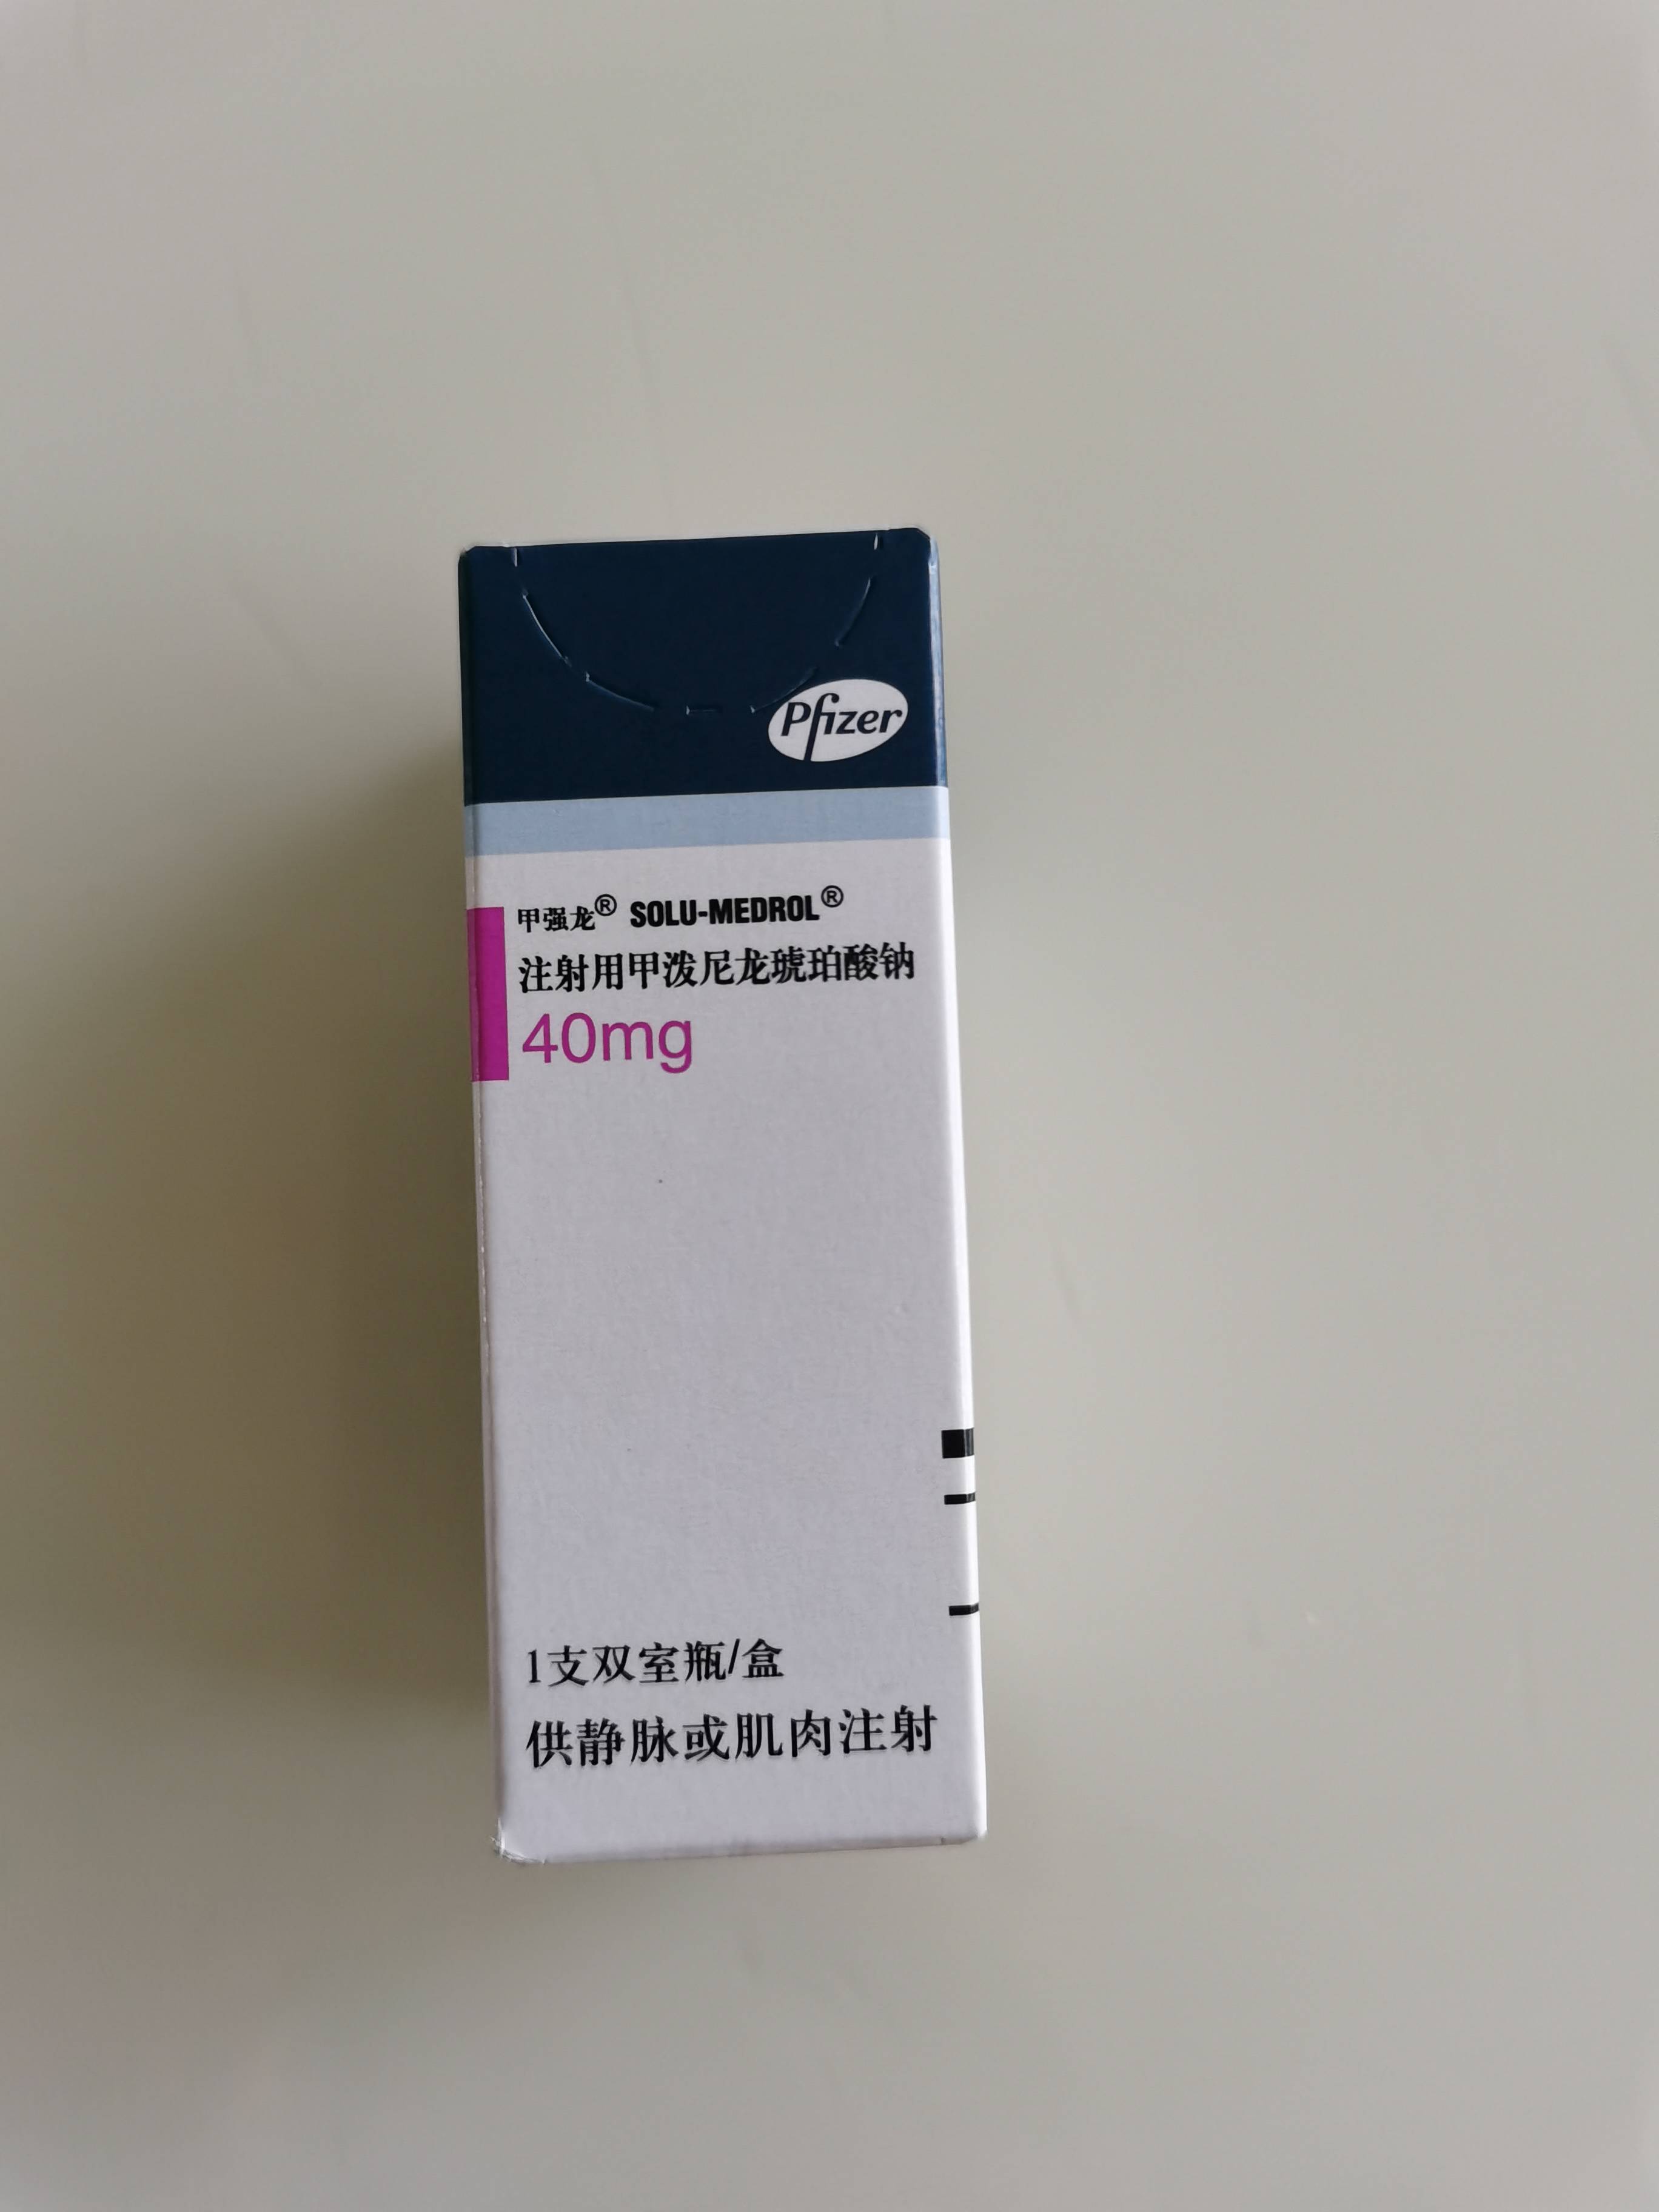 Pfizer
甲强龙® SOLU-MEDROL®
注射用甲泼尼龙琥珀酸钠
40mg
1支双室瓶/盒
供静脉或肌肉注射